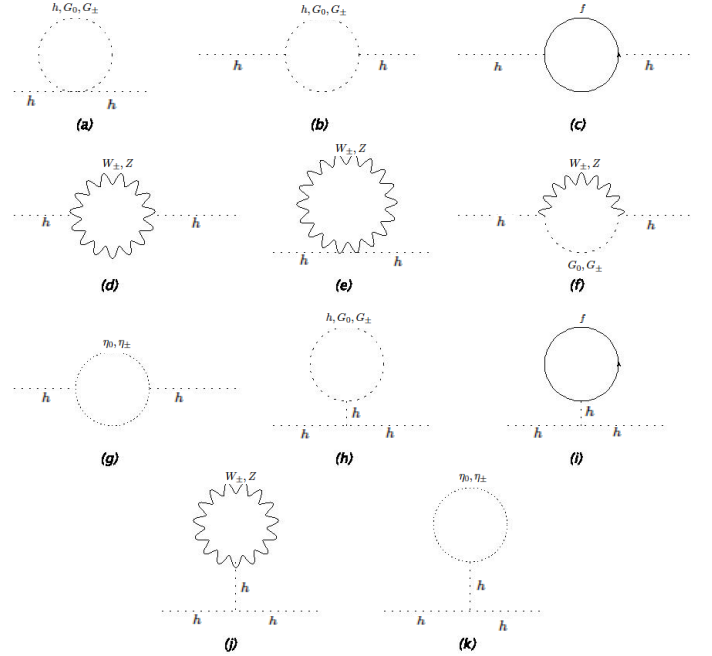 h, G₀, G±
h h
(a)
h, G₀, G±
h h
(b)
f
h h
(c)
W±, Z
h h
(d)
W±, Z
h h
(e)
W±, Z
h h
G₀, G±
(f)
η₀, η±
h h
(g)
h, G₀, G±
h
h h
(h)
f
h
h h
(i)
W±, Z
h
h h
(j)
η₀, η±
h
h h
(k)